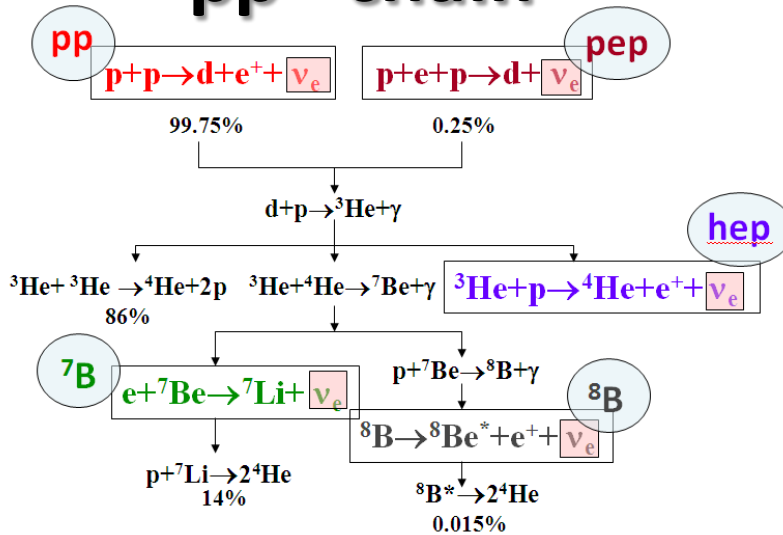 pp chain
pp
pep
p+p→d+e⁺+ νₑ
p+e+p→d+ νₑ
99.75%
0.25%
d+p→³He+γ
hep
³He+ ³He →⁴He+2p
³He+⁴He→⁷Be+γ
³He+p→⁴He+e⁺+ νₑ
86%
⁷B
p+⁷Be→⁸B+γ
⁸B
e+⁷Be→⁷Li+ νₑ
⁸B→⁸Be*+e⁺+ νₑ
p+⁷Li→2⁴He
14%
⁸B*→2⁴He
0.015%